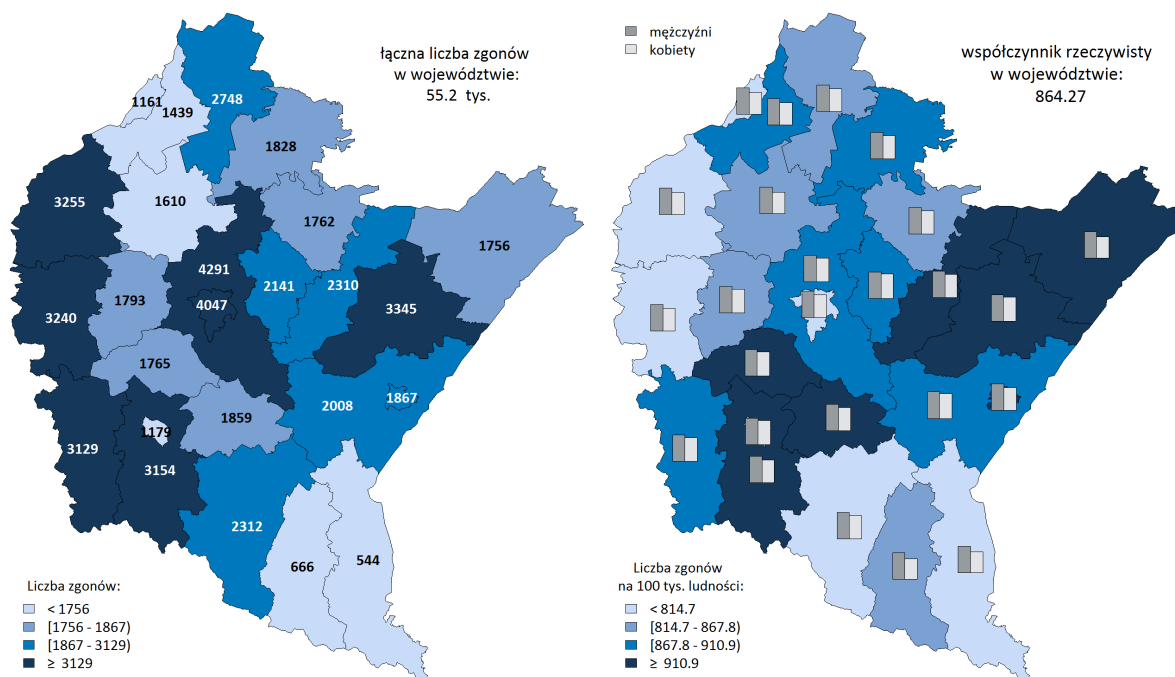 łączna liczba zgonów
w województwie:
55.2 tys.
1161
1439
2748
1828
3255
1610
1762
1756
4291
2141
2310
1793
4047
3345
3240
1765
2008
1867
1859
1179
3129
3154
2312
666
544
Liczba zgonów:
< 1756
[1756 - 1867)
[1867 - 3129)
≥ 3129
mężczyźni
kobiety
współczynnik rzeczywisty
w województwie:
864.27
Liczba zgonów
na 100 tys. ludności:
< 814.7
[814.7 - 867.8)
[867.8 - 910.9)
≥ 910.9